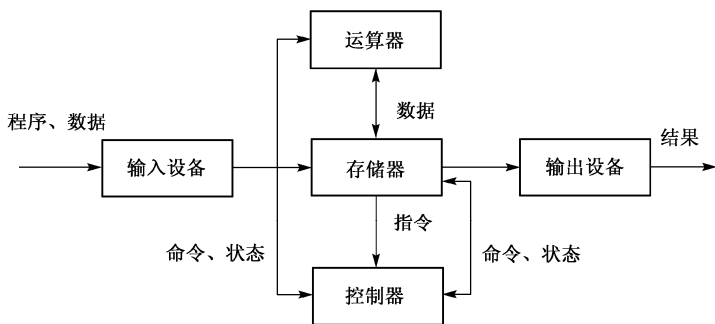 运算器
程序、数据
数据
结果
输入设备
存储器
输出设备
指令
命令、状态
命令、状态
控制器